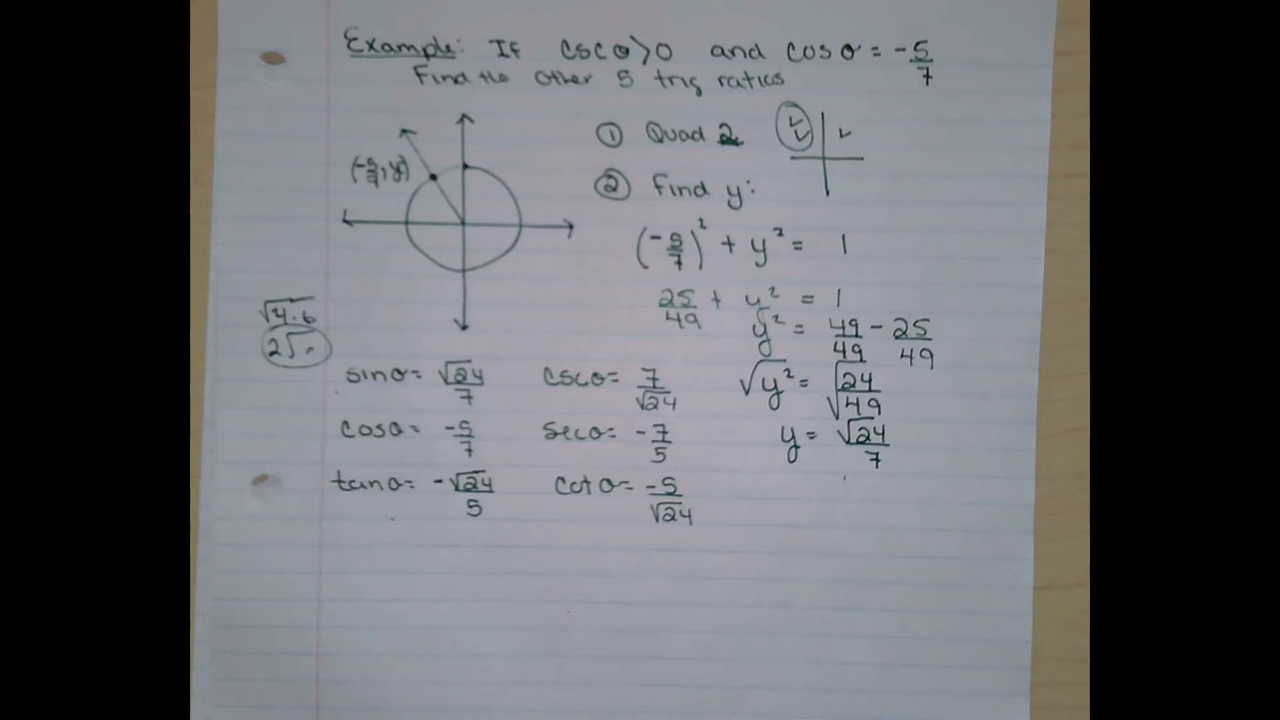 Example: If cscθ>0 and cosθ = -5/7
Find the other 5 trig ratios
① Quad 2
(-5/7, y)
② Find y:
(-5/7)² + y² = 1
25/49 + y² = 1
y² = 49/49 - 25/49
√y² = √24/√49
y = √24/7
√4·6
2√
sinθ = √24/7 cscθ = 7/√24
cosθ = -5/7 secθ = -7/5
tanθ = -√24/5 cotθ = -5/√24